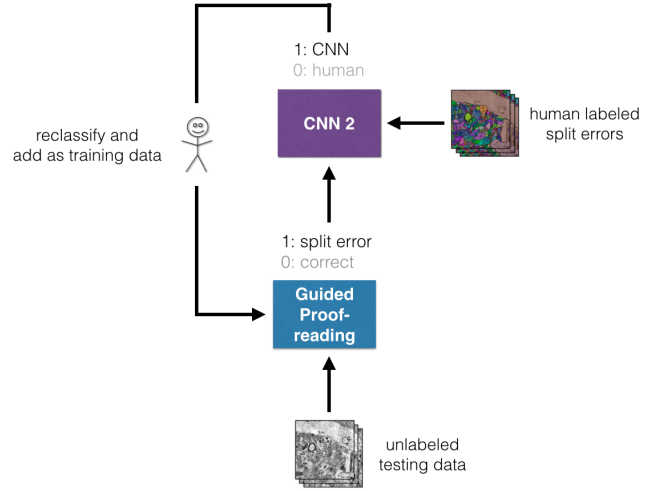 1: CNN
0: human
CNN 2
human labeled
split errors
reclassify and
add as training data
1: split error
0: correct
Guided
Proof-
reading
unlabeled
testing data